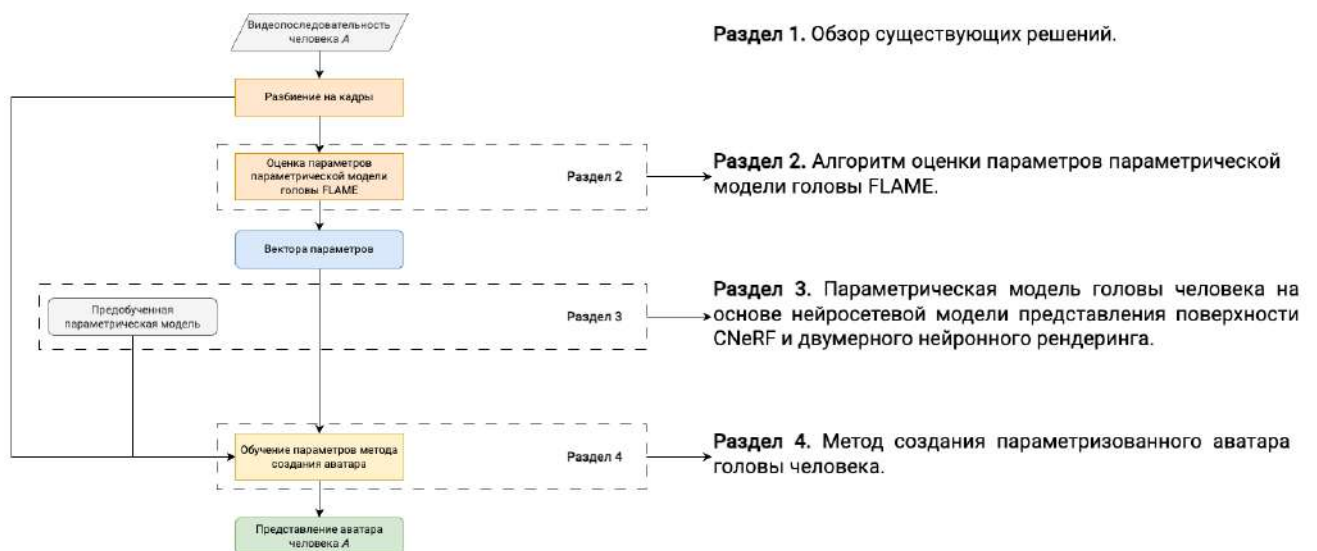 Видеопоследовательность
человека A
Раздел 1. Обзор существующих решений.
Разбиение на кадры
Оценка параметров
параметрической модели
головы FLAME
Раздел 2
Раздел 2. Алгоритм оценки параметров параметрической
модели головы FLAME.
Вектора параметров
Предобученная
параметрическая модель
Раздел 3
Раздел 3. Параметрическая модель головы человека на
основе нейросетевой модели представления поверхности
CNeRF и двумерного нейронного рендеринга.
Обучение параметров метода
создания аватара
Раздел 4
Раздел 4. Метод создания параметризованного аватара
головы человека.
Представление аватара
человека A